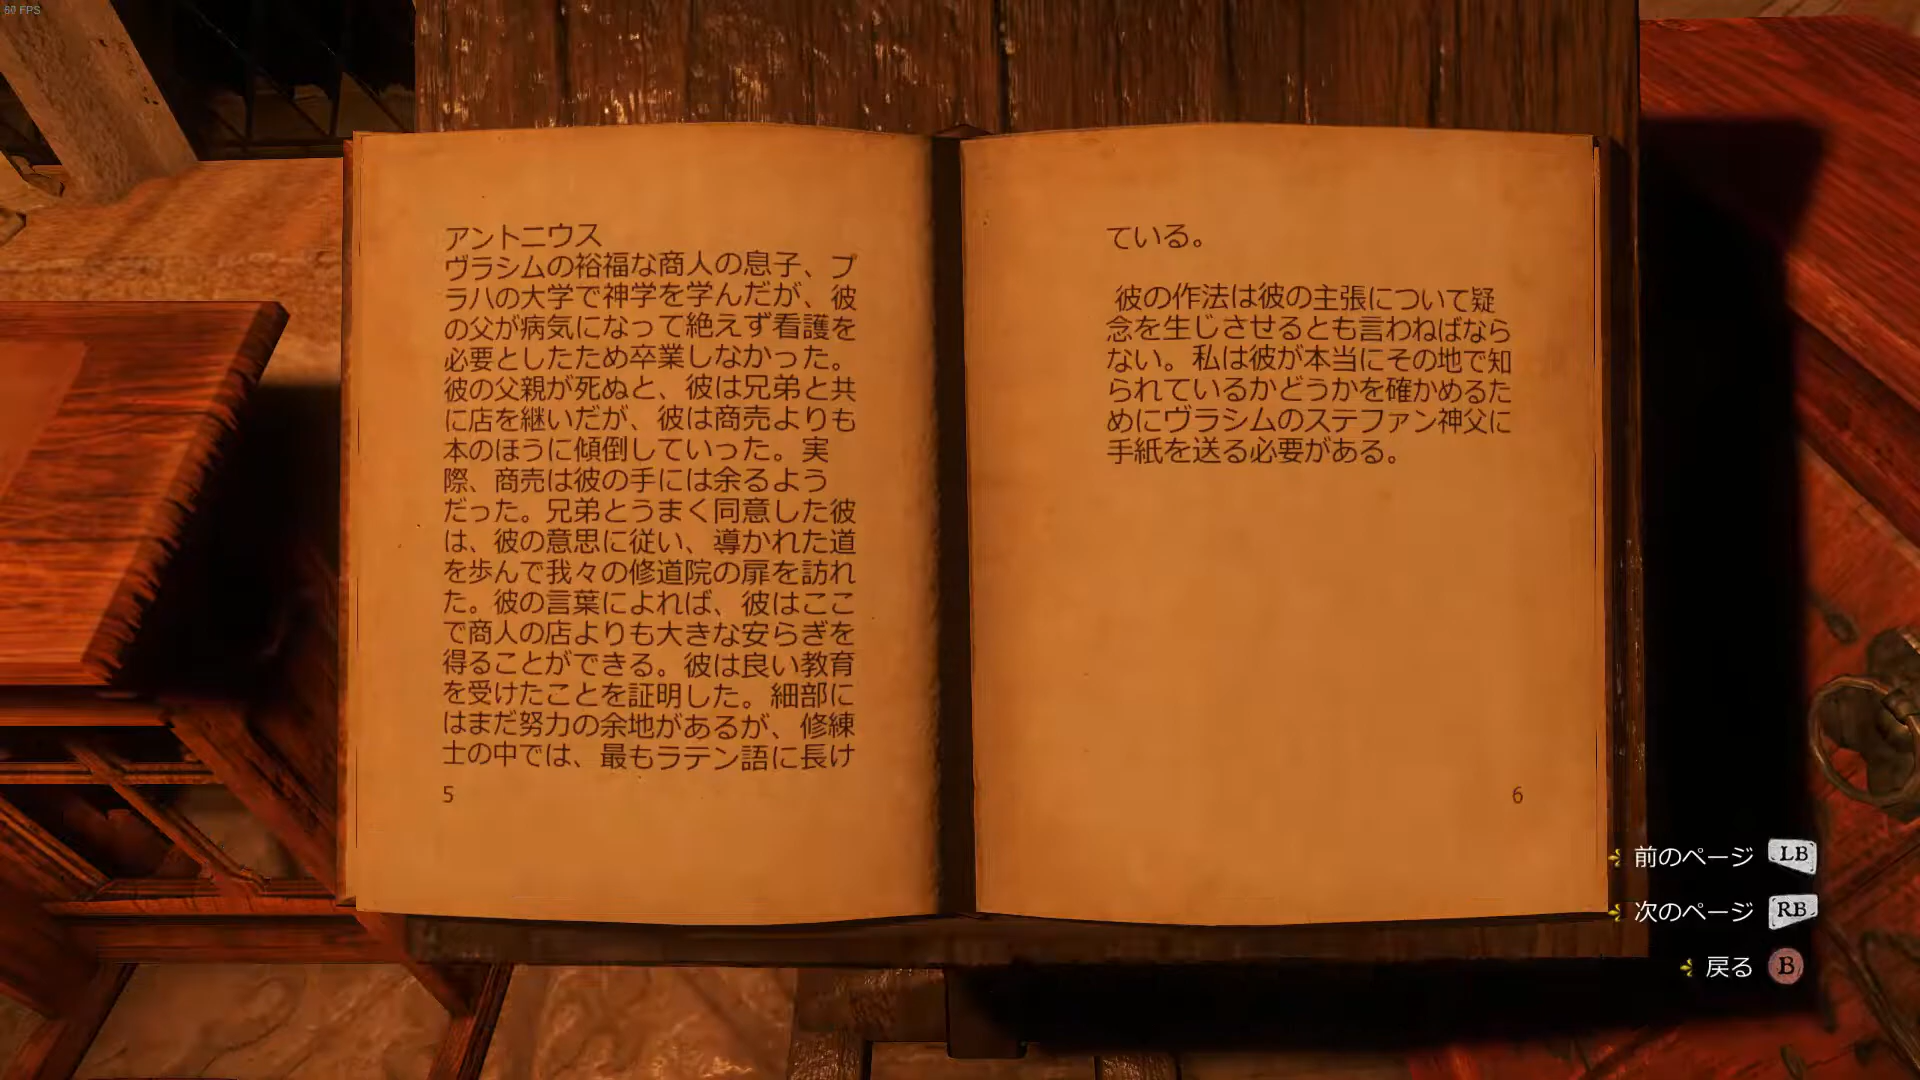 60 FPS
アントニウス
ヴラシムの裕福な商人の息子、プ
ラハの大学で神学を学んだが、彼
の父が病気になって絶えず看護を
必要としたため卒業しなかった。
彼の父親が死ぬと、彼は兄弟と共
に店を継いだが、彼は商売よりも
本のほうに傾倒していった。実
際、商売は彼の手には余るよう
だった。兄弟とうまく同意した彼
は、彼の意思に従い、導かれた道
を歩んで我々の修道院の扉を訪れ
た。彼の言葉によれば、彼はここ
で商人の店よりも大きな安らぎを
得ることができる。彼は良い教育
を受けたことを証明した。細部に
はまだ努力の余地があるが、修練
士の中では、最もラテン語に長け
5
ている。
彼の作法は彼の主張について疑
念を生じさせるとも言わねばなら
ない。私は彼が本当にその地で知
られているかどうかを確かめるた
めにヴラシムのステファン神父に
手紙を送る必要がある。
6
前のページ LB
次のページ RB
戻る B